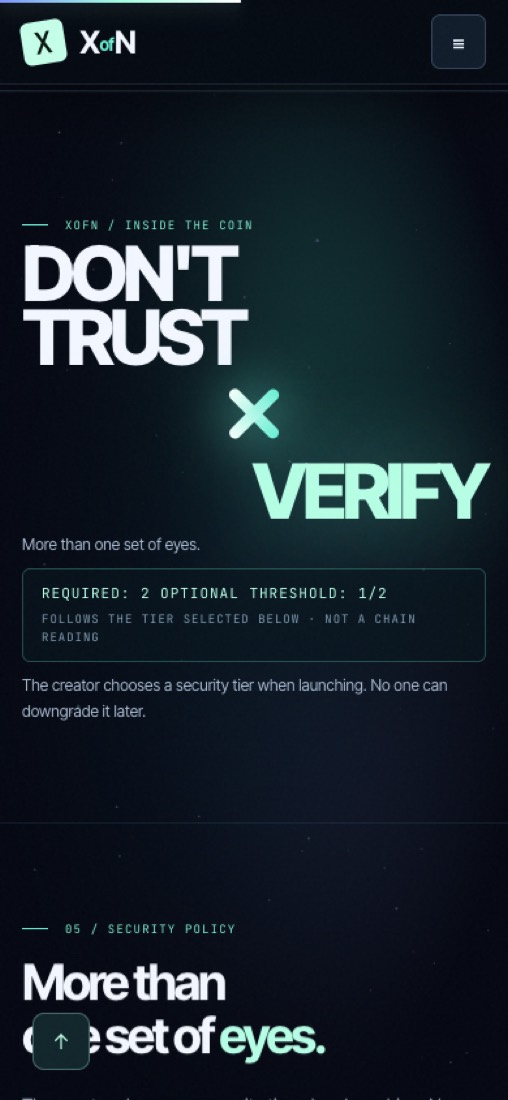 X XofN
XOFN / INSIDE THE COIN
DON'T
TRUST
VERIFY
More than one set of eyes.
REQUIRED: 2 OPTIONAL THRESHOLD: 1/2
FOLLOWS THE TIER SELECTED BELOW · NOT A CHAIN
READING
The creator chooses a security tier when launching. No one can
downgrade it later.
05 / SECURITY POLICY
More than
set of eyes.